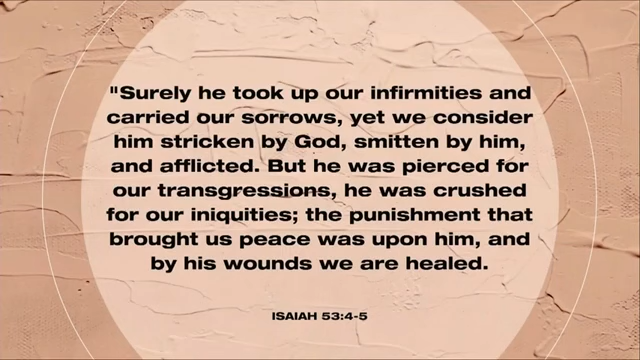 "Surely he took up our infirmities and
carried our sorrows, yet we consider
him stricken by God, smitten by him,
and afflicted. But he was pierced for
our transgressions, he was crushed
for our iniquities; the punishment that
brought us peace was upon him, and
by his wounds we are healed.
ISAIAH 53:4-5